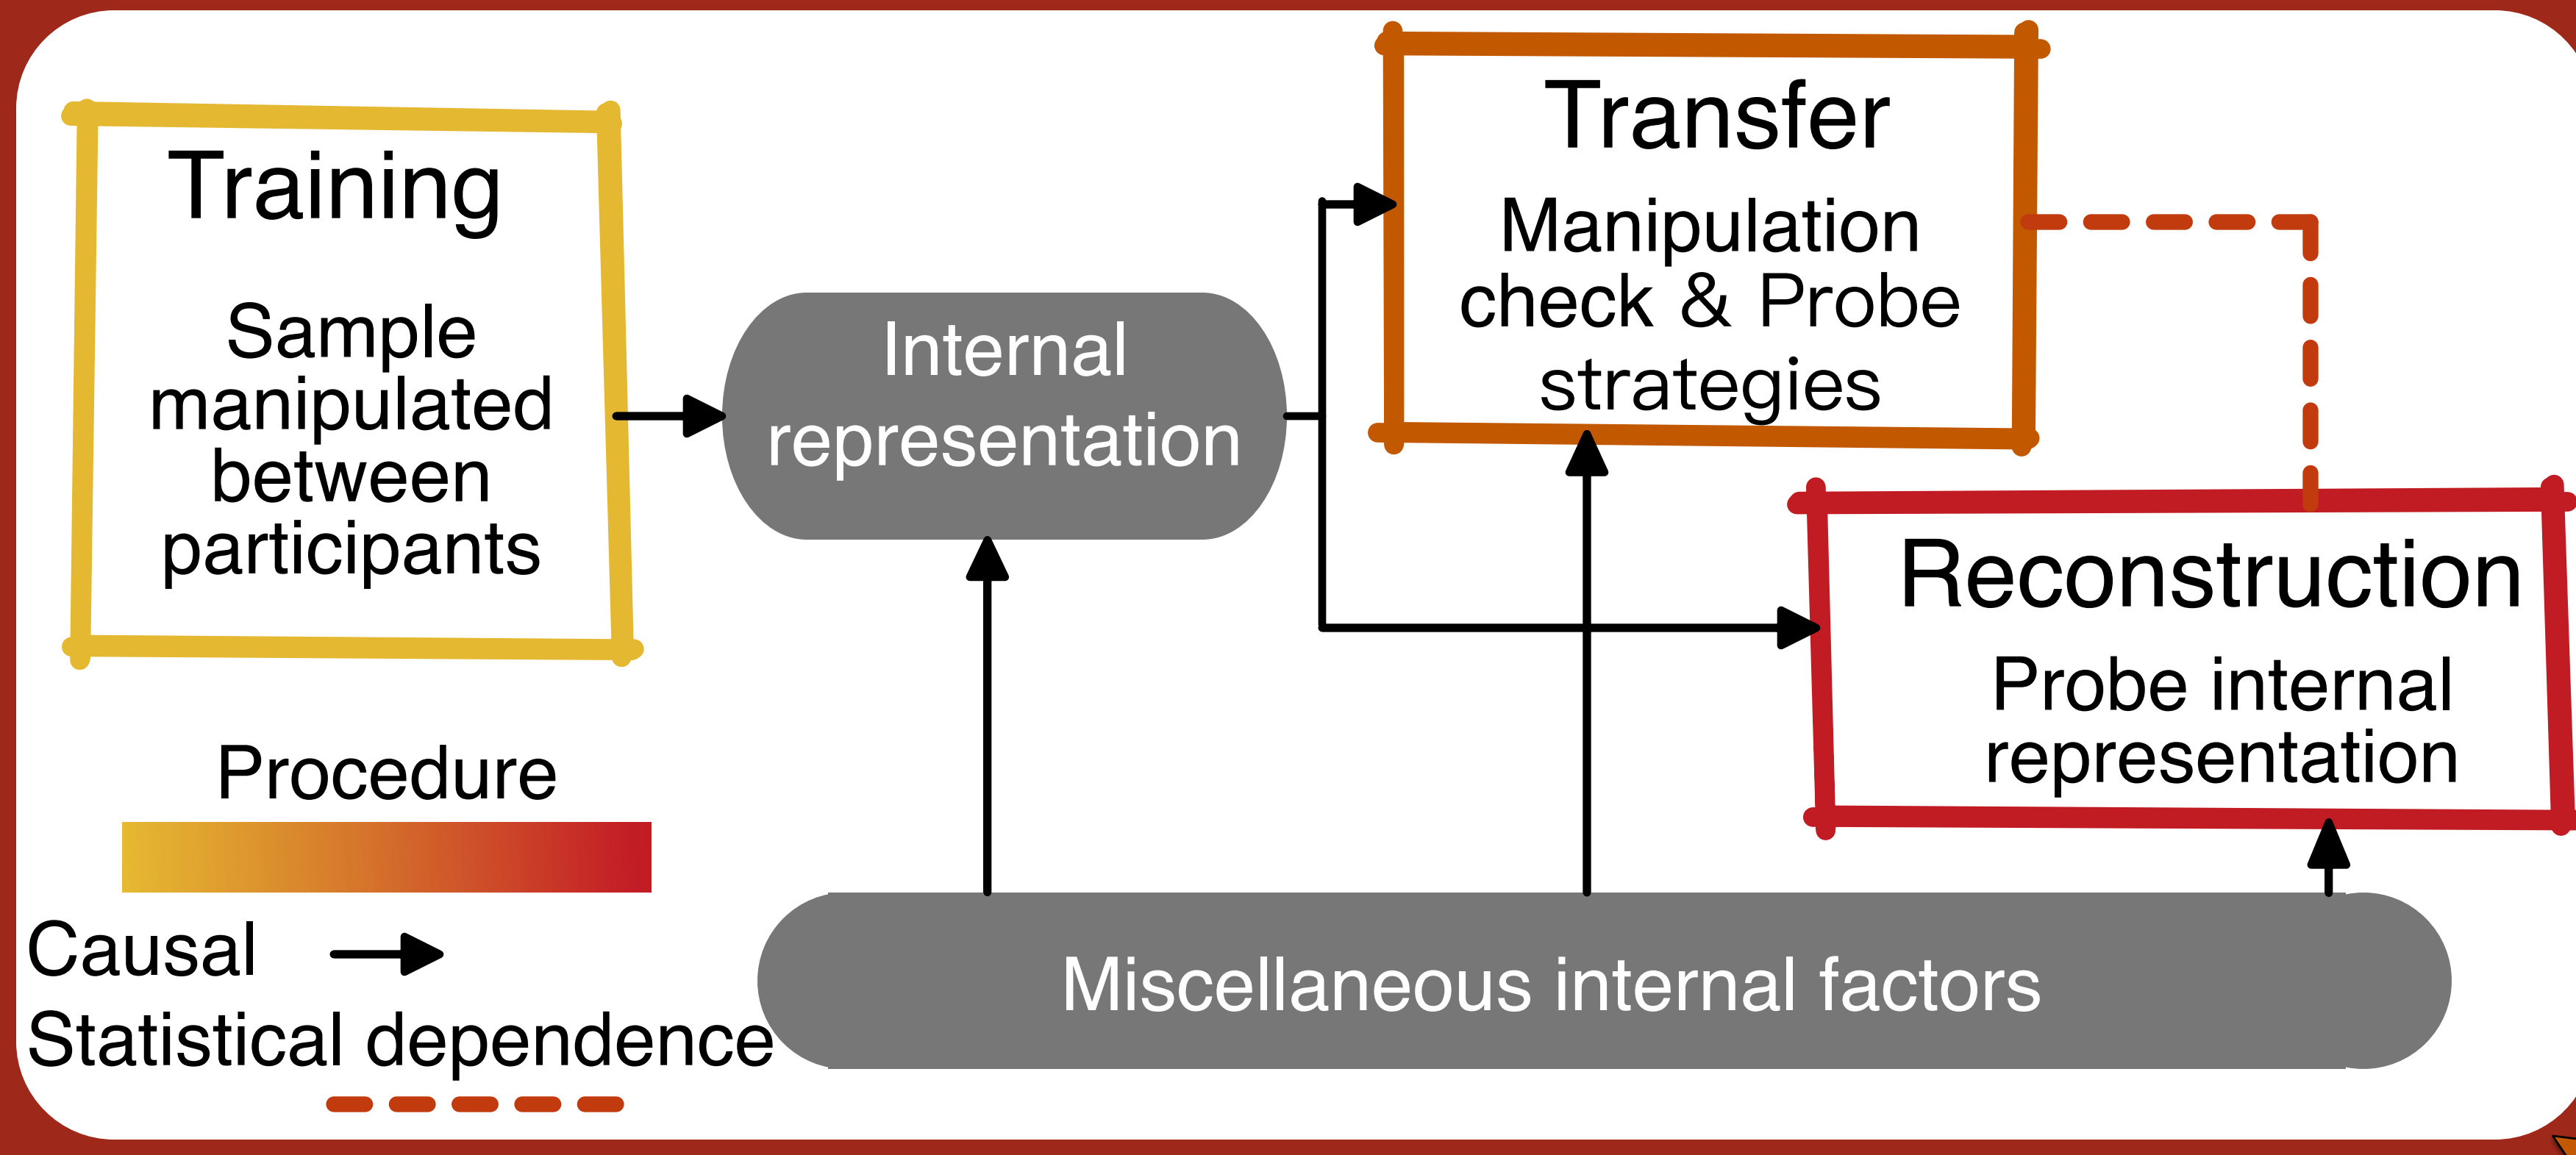 Training
Sample
manipulated
between
participants
Internal
representation
Transfer
Manipulation
check & Probe
strategies
Reconstruction
Probe internal
representation
Procedure
Causal
Statistical dependence
Miscellaneous internal factors